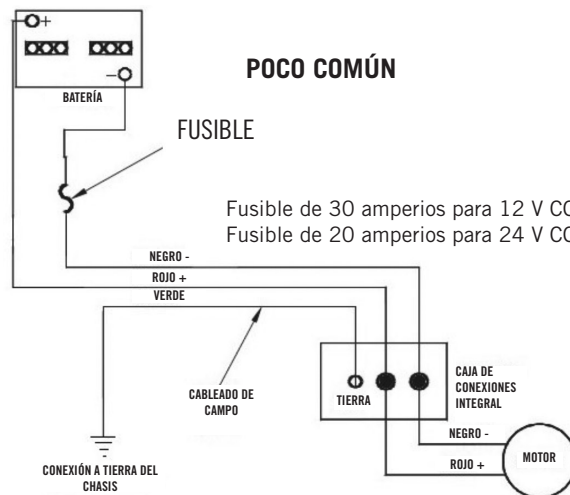 +
POCO COMÚN
−
BATERÍA
FUSIBLE
Fusible de 30 amperios para 12 V CC
Fusible de 20 amperios para 24 V CC
NEGRO -
ROJO +
VERDE
CABLEADO DE
CAMPO
TIERRA
CAJA DE
CONEXIONES
INTEGRAL
NEGRO -
ROJO +
MOTOR
CONEXIÓN A TIERRA DEL
CHASIS